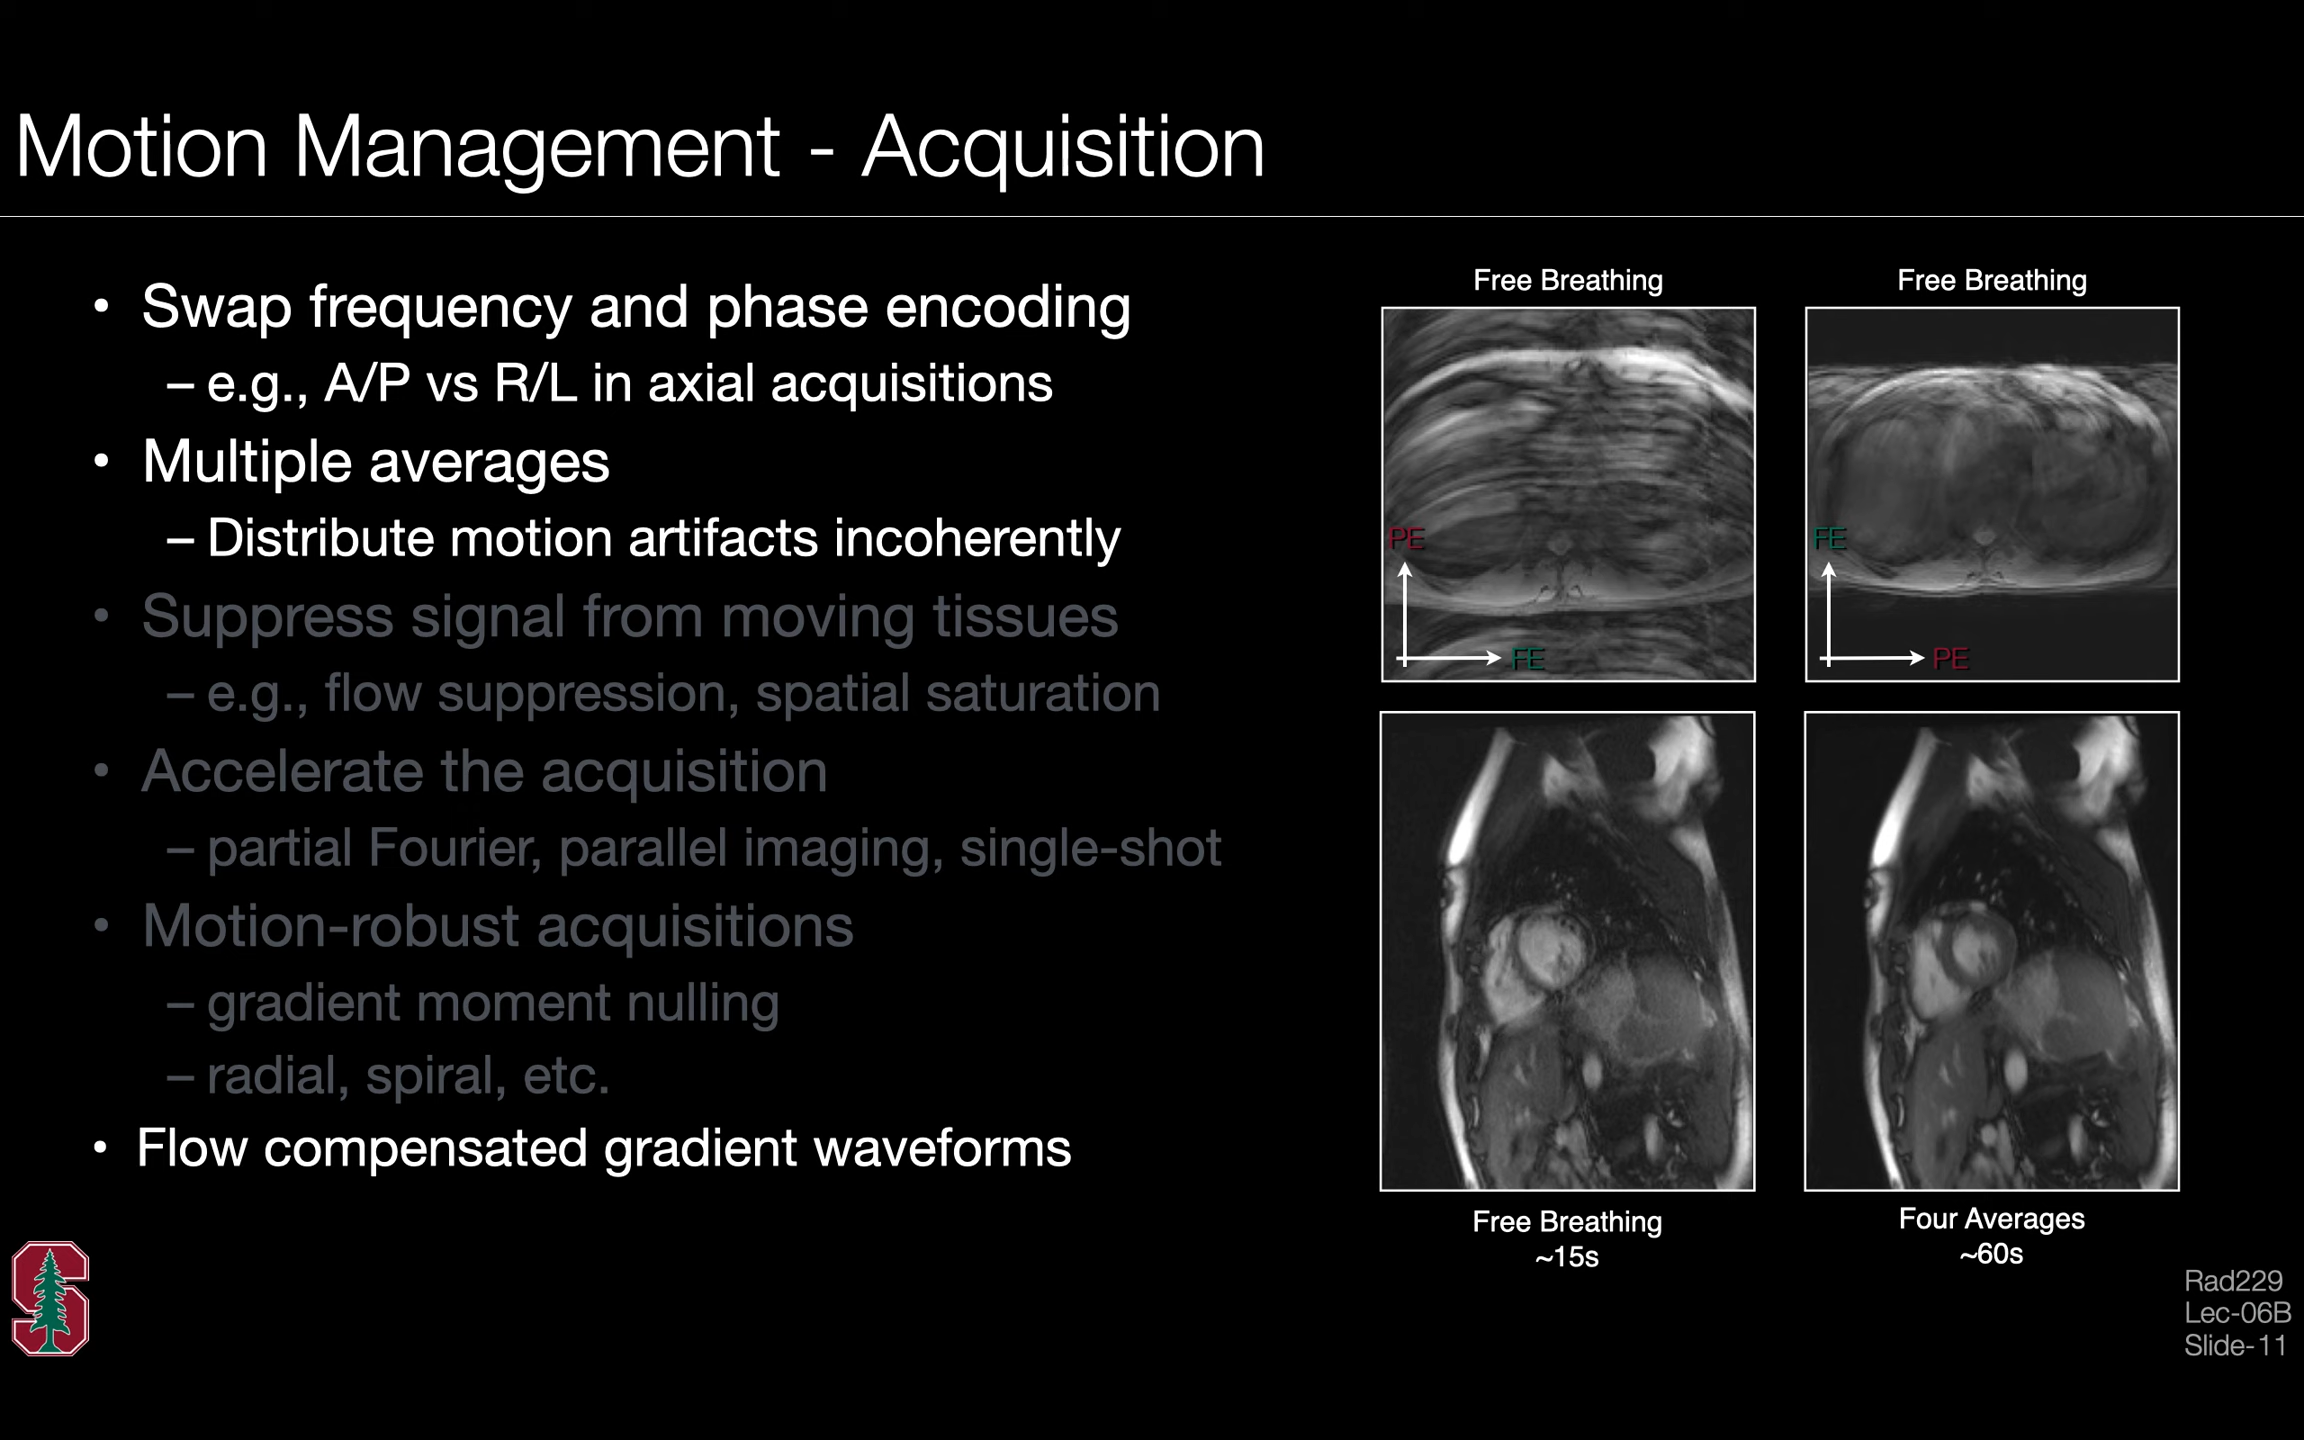 Motion Management - Acquisition
• Swap frequency and phase encoding
– e.g., A/P vs R/L in axial acquisitions
• Multiple averages
– Distribute motion artifacts incoherently
• Suppress signal from moving tissues
– e.g., flow suppression, spatial saturation
• Accelerate the acquisition
– partial Fourier, parallel imaging, single-shot
• Motion-robust acquisitions
– gradient moment nulling
– radial, spiral, etc.
• Flow compensated gradient waveforms
Free Breathing
PE
FE
Free Breathing
FE
PE
Free Breathing
~15s
Four Averages
~60s
Rad229
Lec-06B
Slide-11